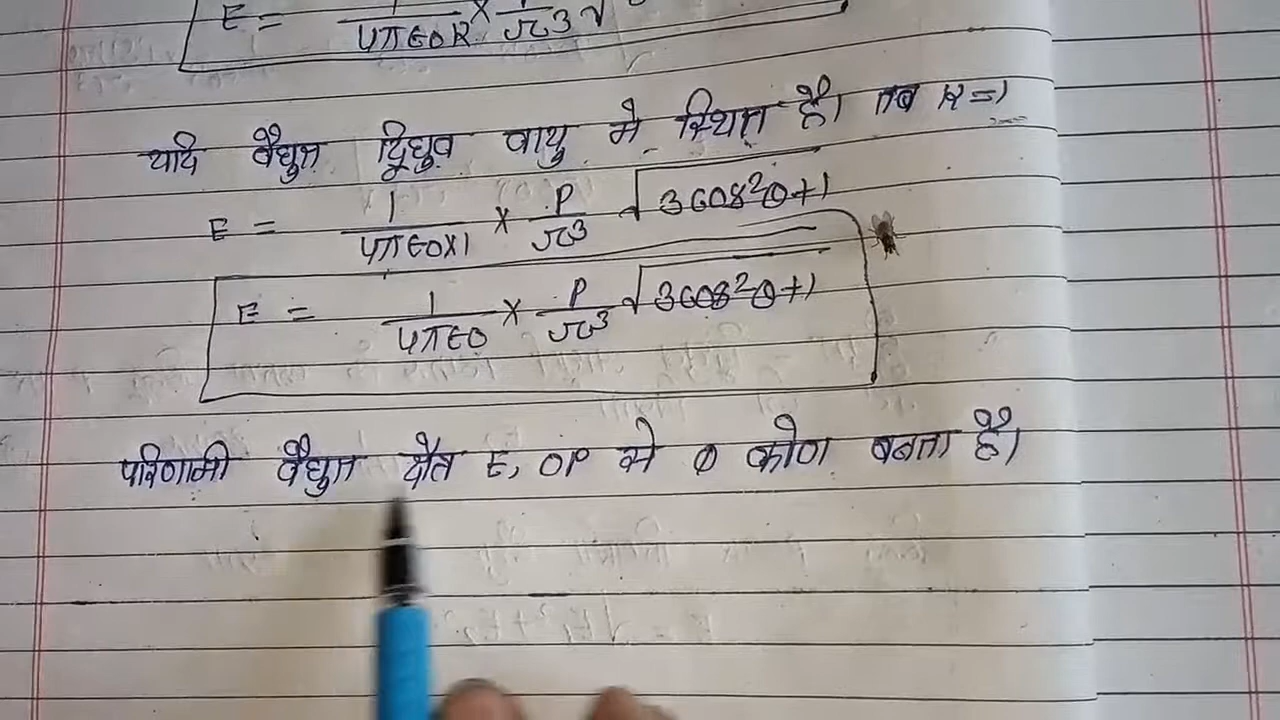 E = 1/4πϵ0K × P/r3 √
यदि वैधुत द्विध्रुव वायु मे स्थित है। तब K=1
E = 1/4πϵ0×1 × P/r3 √3cos2θ+1
E = 1/4πϵ0 × P/r3 √3cos2θ+1
परिणामी वैधुत क्षेत E, OP से ϕ कोण बनता है।